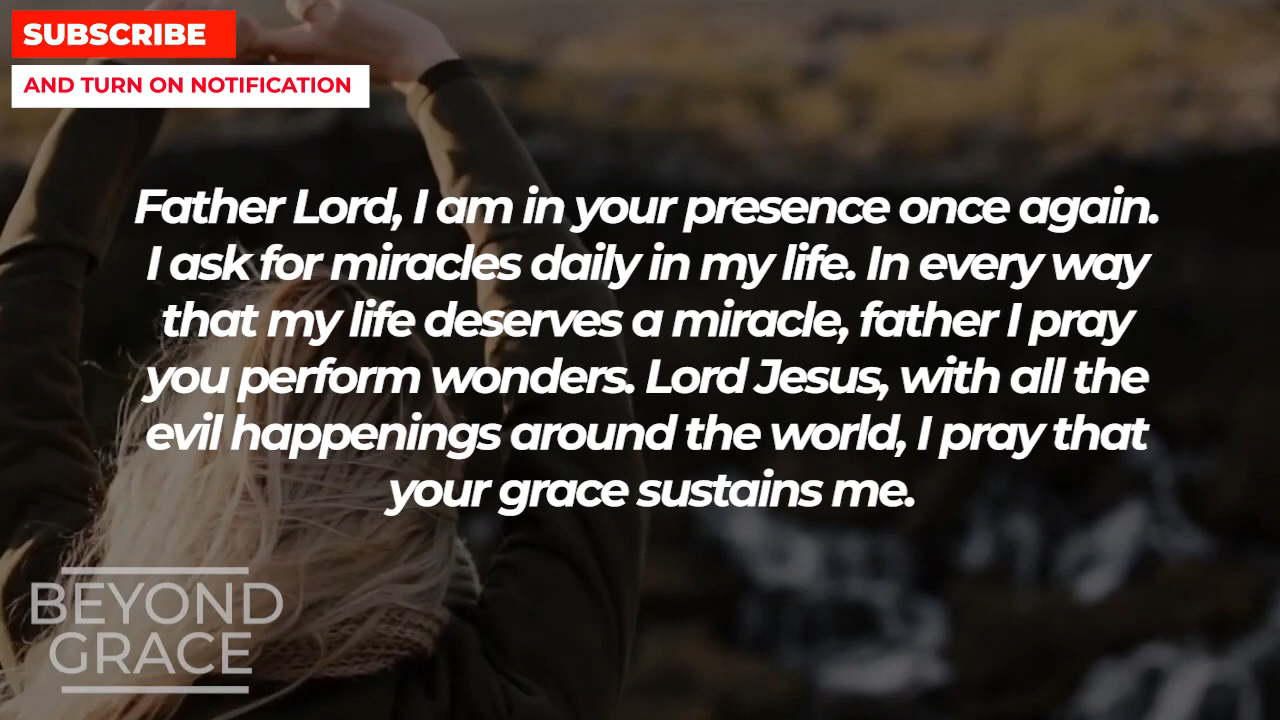 SUBSCRIBE
AND TURN ON NOTIFICATION
Father Lord, I am in your presence once again.
I ask for miracles daily in my life. In every way
that my life deserves a miracle, father I pray
you perform wonders. Lord Jesus, with all the
evil happenings around the world, I pray that
your grace sustains me.
BEYOND
GRACE